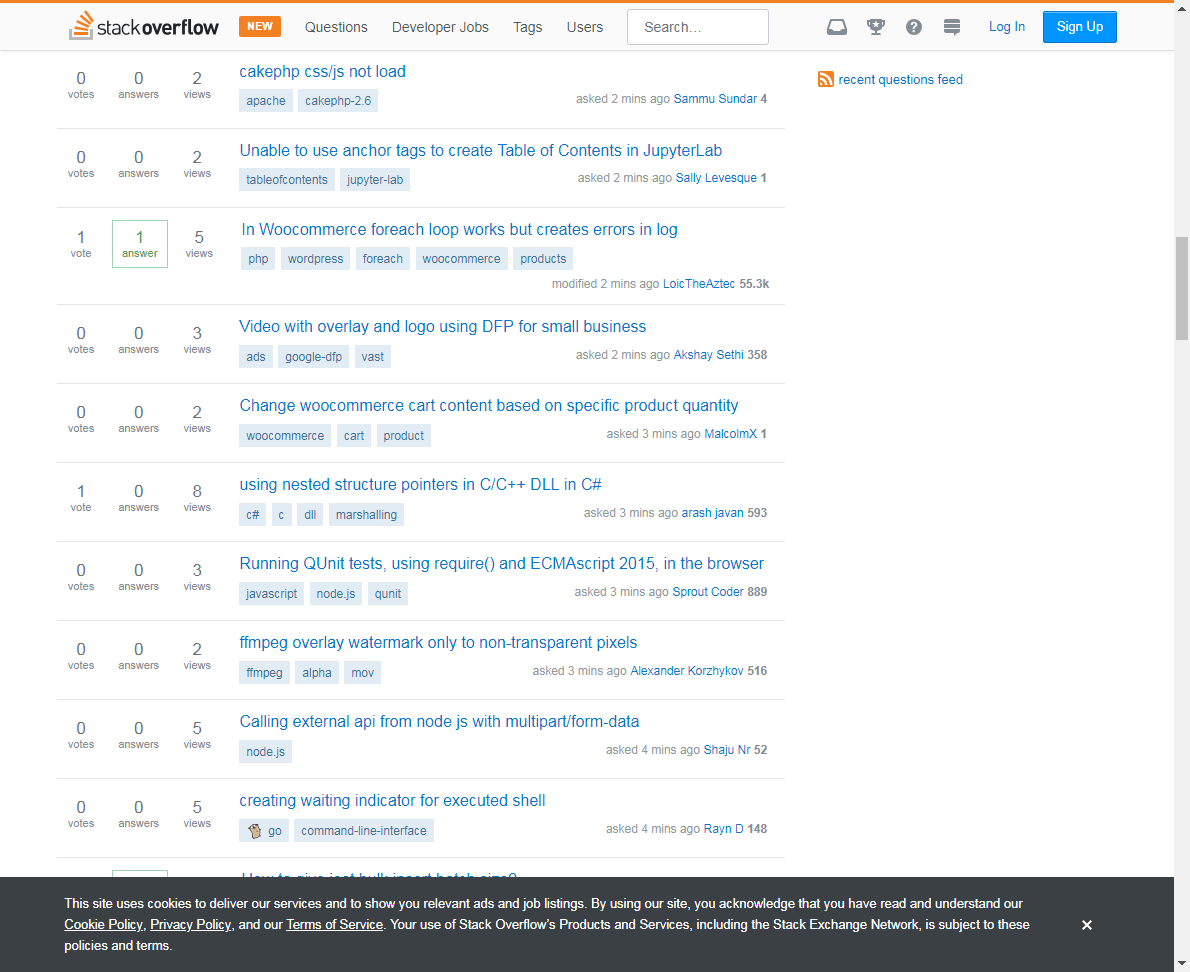 stack overflow NEW Questions Developer Jobs Tags Users Search... Log In Sign Up
recent questions feed
0 votes 0 answers 2 views
cakephp css/js not load
apache cakephp-2.6
asked 2 mins ago Sammu Sundar 4
0 votes 0 answers 2 views
Unable to use anchor tags to create Table of Contents in JupyterLab
tableofcontents jupyter-lab
asked 2 mins ago Sally Levesque 1
1 vote 1 answer 5 views
In Woocommerce foreach loop works but creates errors in log
php wordpress foreach woocommerce products
modified 2 mins ago LoicTheAztec 55.3k
0 votes 0 answers 3 views
Video with overlay and logo using DFP for small business
ads google-dfp vast
asked 2 mins ago Akshay Sethi 358
0 votes 0 answers 2 views
Change woocommerce cart content based on specific product quantity
woocommerce cart product
asked 3 mins ago MalcolmX 1
1 vote 0 answers 8 views
using nested structure pointers in C/C++ DLL in C#
c# c dll marshalling
asked 3 mins ago arash javan 593
0 votes 0 answers 3 views
Running QUnit tests, using require() and ECMAscript 2015, in the browser
javascript node.js qunit
asked 3 mins ago Sprout Coder 889
0 votes 0 answers 2 views
ffmpeg overlay watermark only to non-transparent pixels
ffmpeg alpha mov
asked 3 mins ago Alexander Korzhykov 516
0 votes 0 answers 5 views
Calling external api from node js with multipart/form-data
node.js
asked 4 mins ago Shaju Nr 52
0 votes 0 answers 5 views
creating waiting indicator for executed shell
go command-line-interface
asked 4 mins ago Rayn D 148
This site uses cookies to deliver our services and to show you relevant ads and job listings. By using our site, you acknowledge that you have read and understand our
Cookie Policy, Privacy Policy, and our Terms of Service. Your use of Stack Overflow's Products and Services, including the Stack Exchange Network, is subject to these
policies and terms.